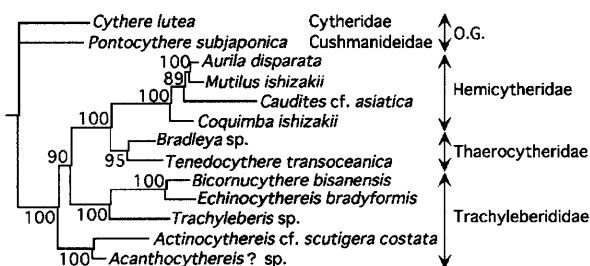 Cythere lutea Cytheridae
O.G.
Pontocythere subjaponica Cushmanideidae
100 Aurila disparata
89 Mutilus ishizakii
Hemicytheridae
100 Caudites cf. asiatica
100 Coquimba ishizakii
Bradleya sp.
Thaerocytheridae
90 95 Tenedocythere transoceanica
100 Bicornucythere bisanensis
Echinocythereis bradyformis
100 100 Trachyleberis sp.
Trachyleberididae
Actinocythereis cf. scutigera costata
100 Acanthocythereis ? sp.